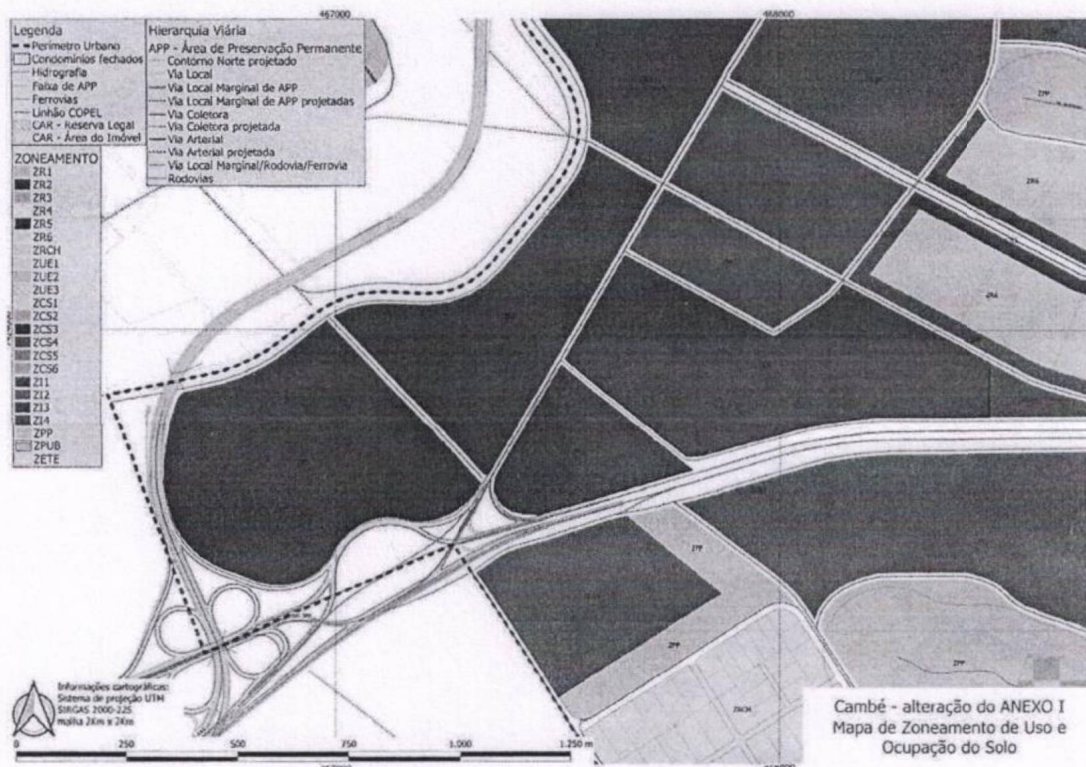 467000
468000
Legenda
Perímetro Urbano
Condomínios fechados
Hidrografia
Faixa de APP
Ferrovias
Linhão COPEL
CAR - Reserva Legal
CAR - Área do Imóvel
Hierarquia Viária
APP - Área de Preservação Permanente
Contorno Norte projetado
Via Local
Via Local Marginal de APP
Via Local Marginal de APP projetadas
Via Coletora
Via Coletora projetada
Via Arterial
Via Arterial projetada
Via Local Marginal/Rodovia/Ferrovia
Rodovias
ZONEAMENTO
ZR1
ZR2
ZR3
ZR4
ZR5
ZR6
ZRCH
ZUE1
ZUE2
ZUE3
ZCS1
ZCS2
ZCS3
ZCS4
ZCS5
ZCS6
ZI1
ZI2
ZI3
ZI4
ZPP
ZPUB
ZETE
ZPP
ZR6
ZR6
ZPP
ZPP
ZPP
ZRCH
Informações cartográficas:
Sistema de projeção UTM
SIRGAS 2000-22S
malha 2Km x 2Km
0 250 500 750 1.000 1.250 m
Cambé - alteração do ANEXO I
Mapa de Zoneamento de Uso e
Ocupação do Solo